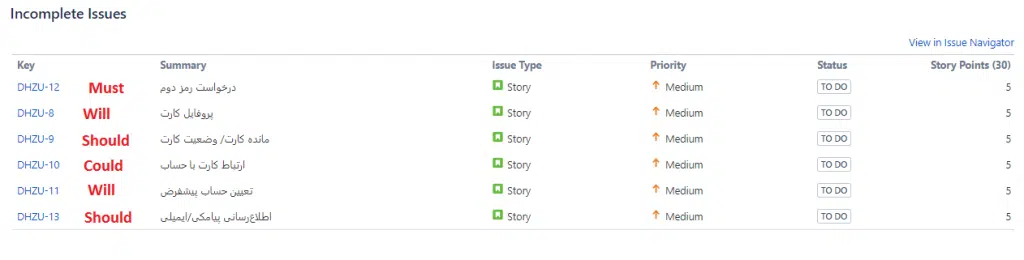 Incomplete Issues
View in Issue Navigator
Key Summary Issue Type Priority Status Story Points (30)
DHZU-12 Must درخواست رمز دوم Story Medium TO DO 5
DHZU-8 Will پروفایل کارت Story Medium TO DO 5
DHZU-9 Should مانده کارت/ وضعیت کارت Story Medium TO DO 5
DHZU-10 Could ارتباط کارت با حساب Story Medium TO DO 5
DHZU-11 Will تعیین حساب پیشفرض Story Medium TO DO 5
DHZU-13 Should اطلاع‌رسانی پیامکی/ایمیلی Story Medium TO DO 5